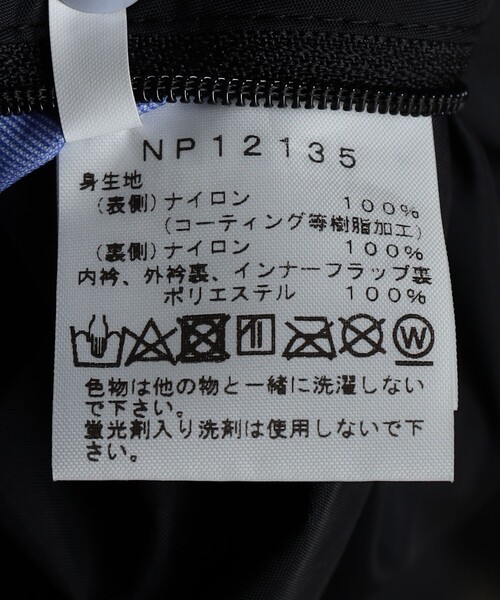 NP12135
身生地
(表側)ナイロン 100%
(コーティング等樹脂加工)
(裏側)ナイロン 100%
内衿、外衿裏、インナーフラップ裏
ポリエステル 100%
W
色物は他の物と一緒に洗濯しない
で下さい。
蛍光剤入り洗剤は使用しないで下
さい。